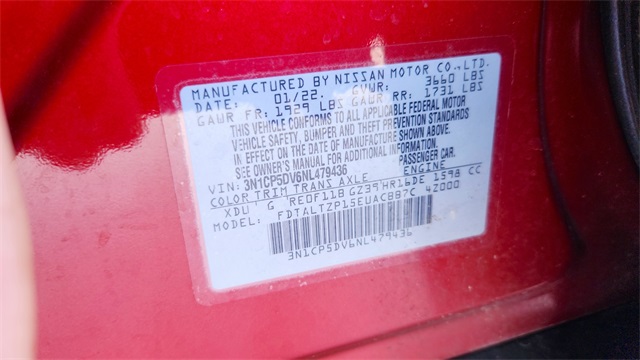 MANUFACTURED BY NISSAN MOTOR CO., LTD.
DATE: 01/22. GVWR: 3660 LBS
GAWR FR: 1929 LBS GAWR RR: 1731 LBS
THIS VEHICLE CONFORMS TO ALL APPLICABLE FEDERAL MOTOR
VEHICLE SAFETY, BUMPER AND THEFT PREVENTION STANDARDS
IN EFFECT ON THE DATE OF MANUFACTURE SHOWN ABOVE.
SEE OWNER'S MANUAL FOR ADDITIONAL INFORMATION.
VIN: 3N1CP5DV6NL479436 PASSENGER CAR
COLOR TRIM TRANS AXLE ENGINE
XDU G RE0F11B GZ39 HR16DE 1598 CC
MODEL: FDTALTZP15EUACBB7C 4Z000
3N1CP5DV6NL479436